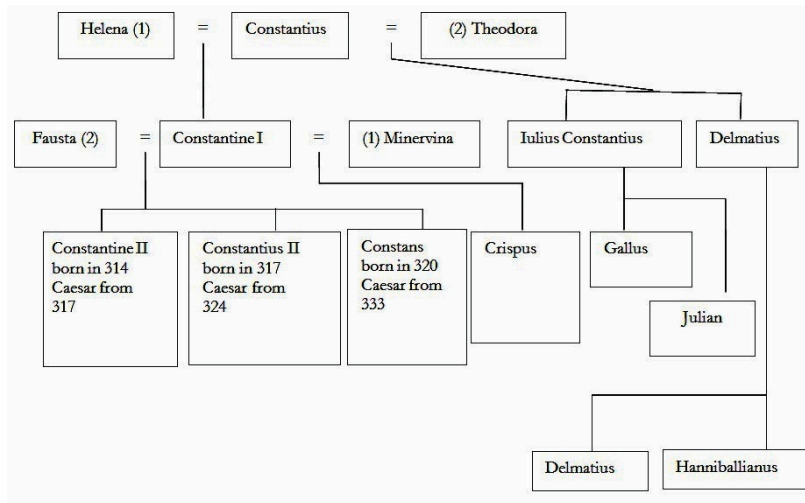 Helena (1)
=
Constantius
=
(2) Theodora
Fausta (2)
=
Constantine I
=
(1) Minervina
Iulius Constantius
Delmatius
Constantine II
born in 314
Caesar from
317
Constantius II
born in 317
Caesar from
324
Constans
born in 320
Caesar from
333
Crispus
Gallus
Julian
Delmatius
Hanniballianus